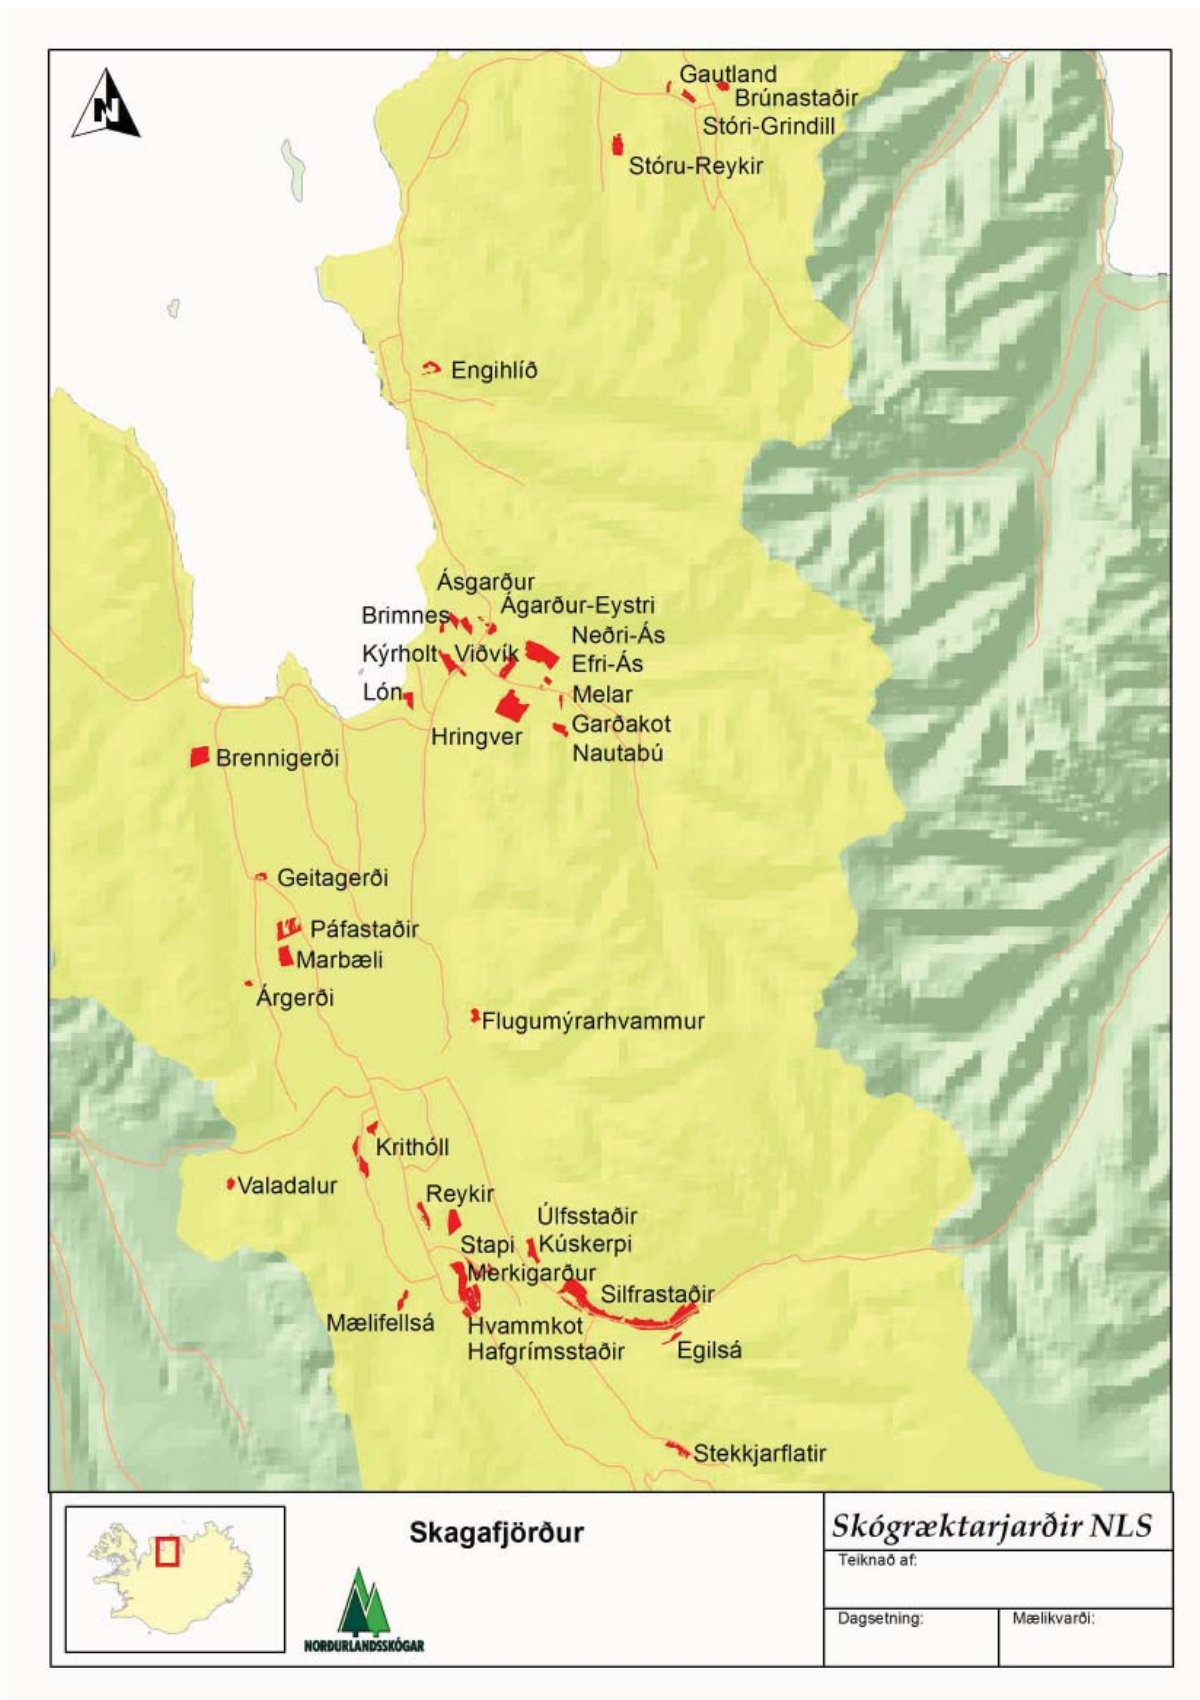 N
Gautland
Brúnastaðir
Stóri-Grindill
Stóru-Reykir
Engihlíð
Ásgarður
Ágarður-Eystri
Brimnes
Neðri-Ás
Kýrholt
Viðvík
Efri-Ás
Lón
Melar
Garðakot
Hringver
Nautabú
Brennigerði
Geitagerði
Páfastaðir
Marbæli
Árgerði
Flugumýrarhvammur
Krithóll
Valadalur
Reykir
Úlfsstaðir
Stapi
Kúskerpi
Merkigarður
Silfrastaðir
Mælifellsá
Hvammkot
Hafgrímsstaðir
Egilsá
Stekkjarflatir
Skagafjörður
NORÐURLANDSSKÓGAR
Skógræktarjarðir NLS
Teiknað af:
Dagsetning:
Mælikvarði: